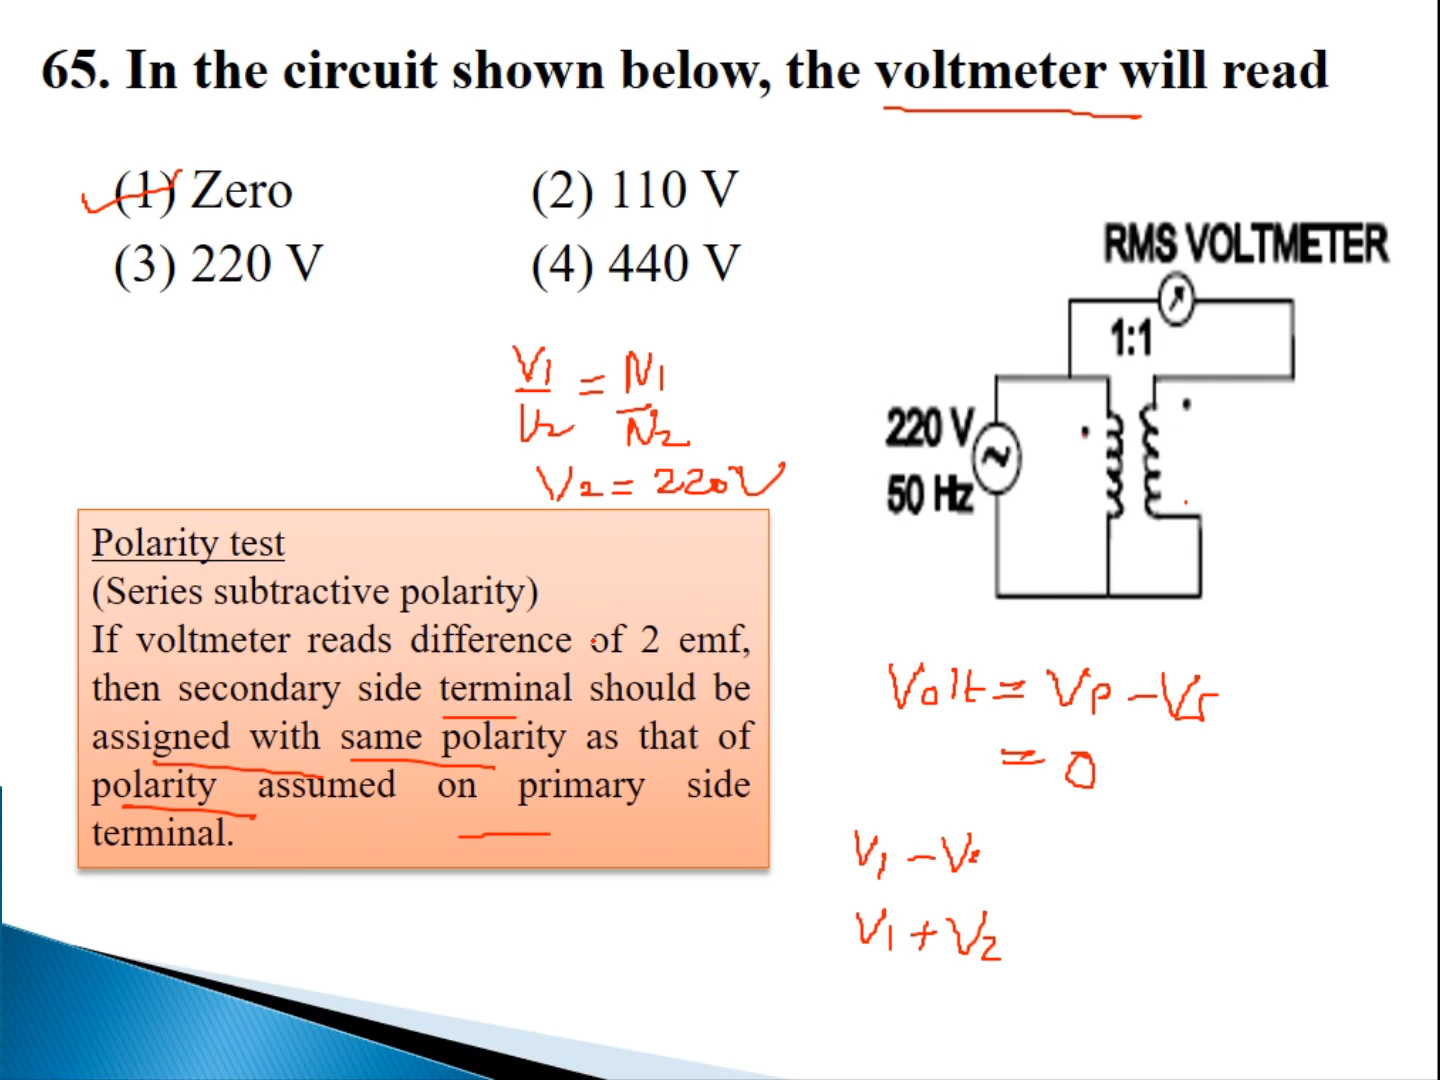 65. In the circuit shown below, the voltmeter will read
(1) Zero
(2) 110 V
(3) 220 V
(4) 440 V
RMS VOLTMETER
1:1
220 V
50 Hz
V1 = N1
V2 N2
V2 = 220V
Polarity test
(Series subtractive polarity)
If voltmeter reads difference of 2 emf,
then secondary side terminal should be
assigned with same polarity as that of
polarity assumed on primary side
terminal.
Volt = Vp - Vs
= 0
V1 -
V1 + V2